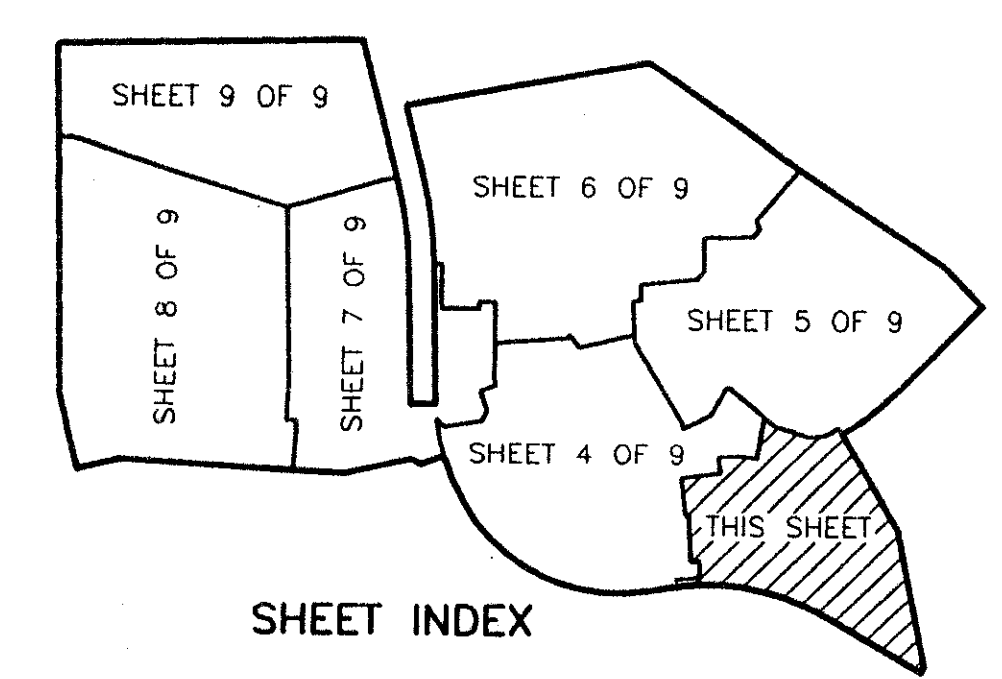 SHEET 9 OF 9
SHEET 6 OF 9
SHEET 8 OF 9
SHEET 7 OF 9
SHEET 5 OF 9
SHEET 4 OF 9
THIS SHEET
SHEET INDEX